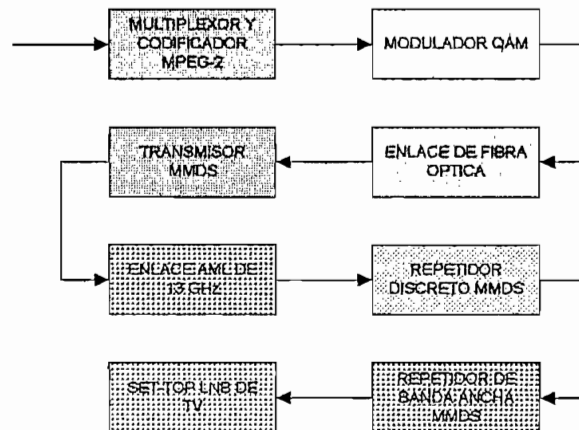 MULTIPLEXOR Y
CODIFICADOR
MPEG-2
MODULADOR QAM
TRANSMISOR
MMDS
ENLACE DE FIBRA
OPTICA
ENLACE AML DE
13 GHz
REPETIDOR
DISCRETO MMDS
SET-TOP LNB DE
TV
REPETIDOR DE
BANDA ANCHA
MMDS